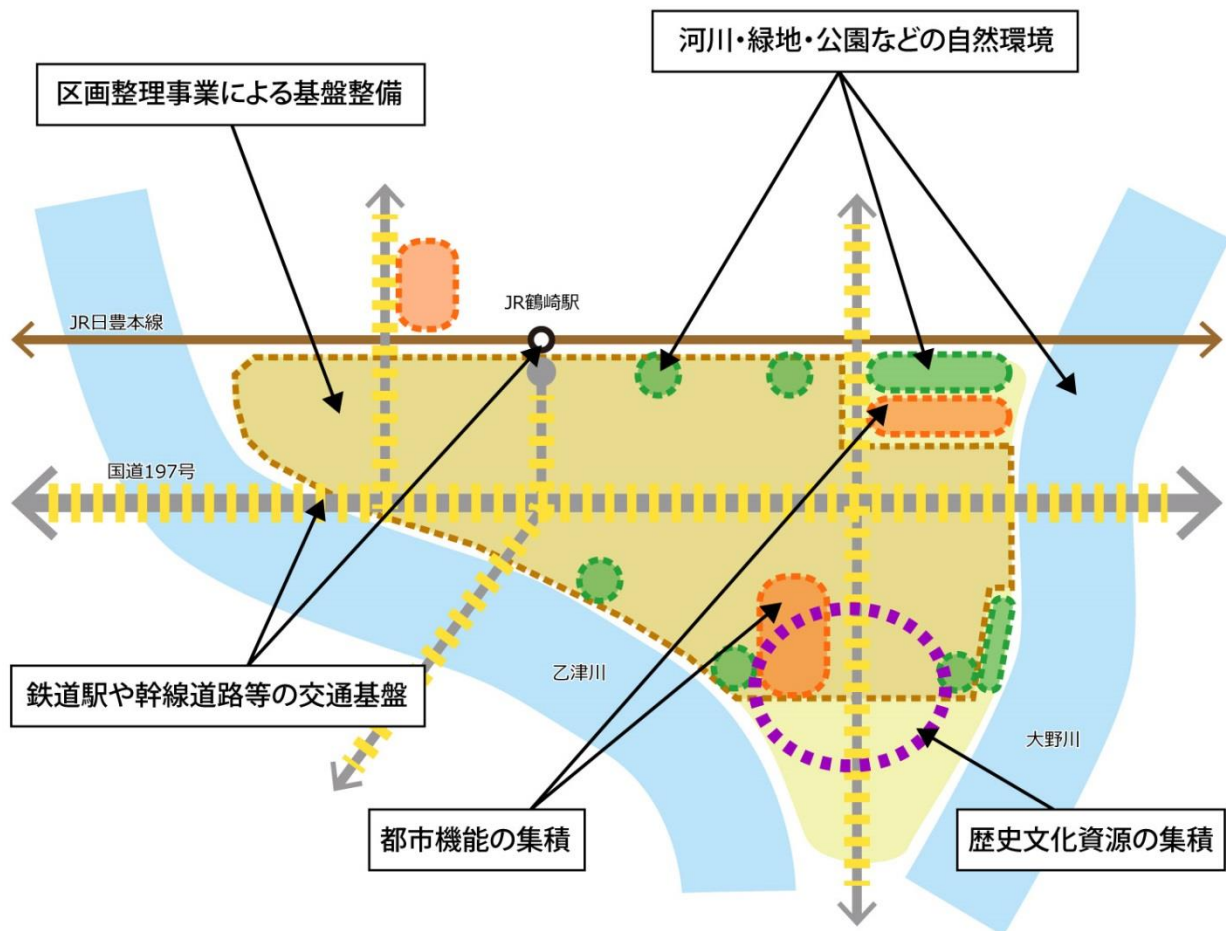 河川・緑地・公園などの自然環境
区画整理事業による基盤整備
JR鶴崎駅
JR日豊本線
国道197号
乙津川
鉄道駅や幹線道路等の交通基盤
大野川
都市機能の集積
歴史文化資源の集積